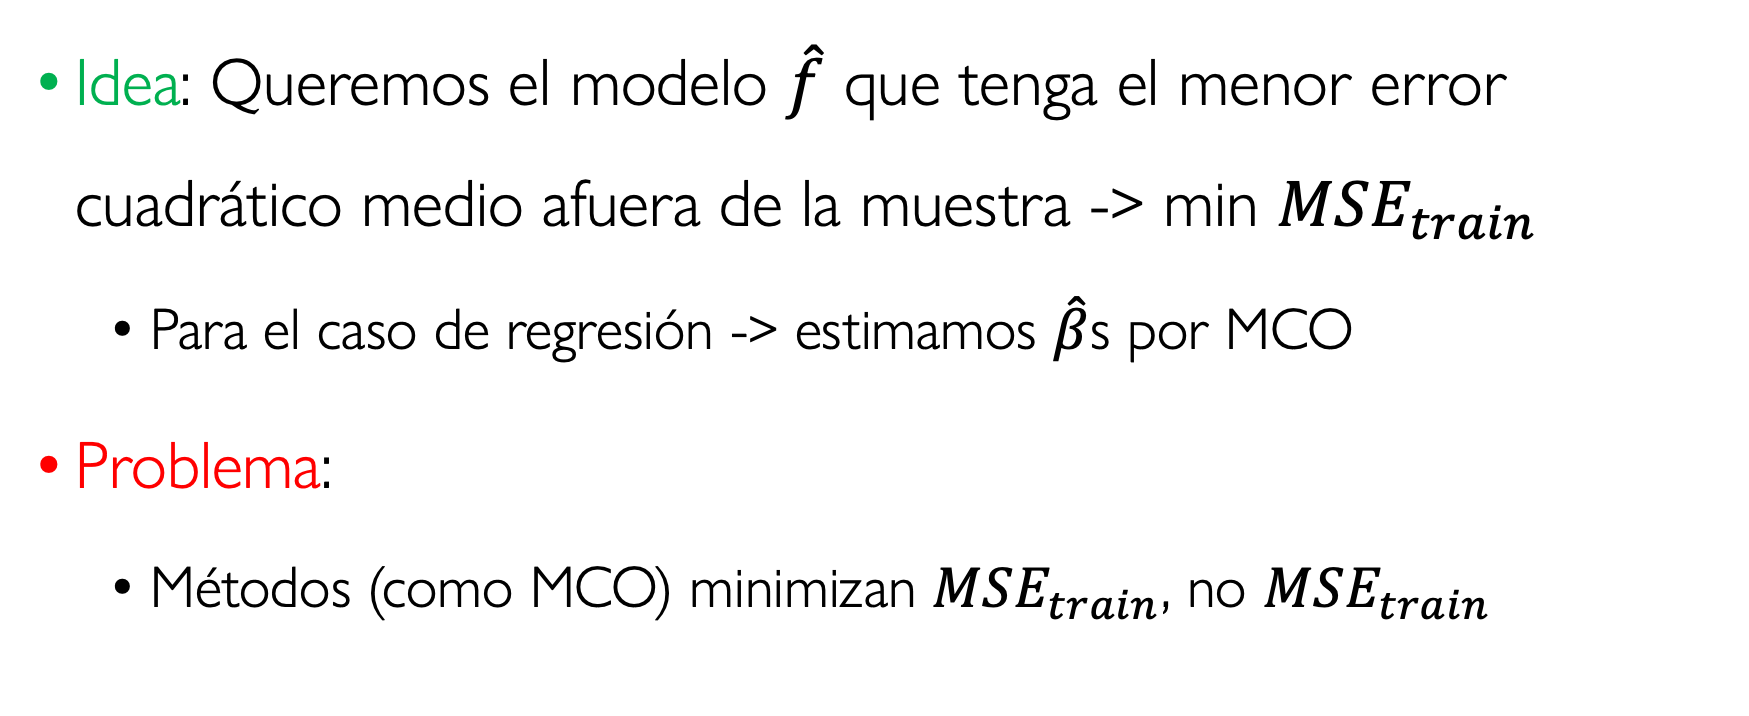 • Idea: Queremos el modelo f̂ que tenga el menor error
cuadrático medio afuera de la muestra -> min MSE_train
• Para el caso de regresión -> estimamos β̂s por MCO
• Problema:
• Métodos (como MCO) minimizan MSE_train, no MSE_train